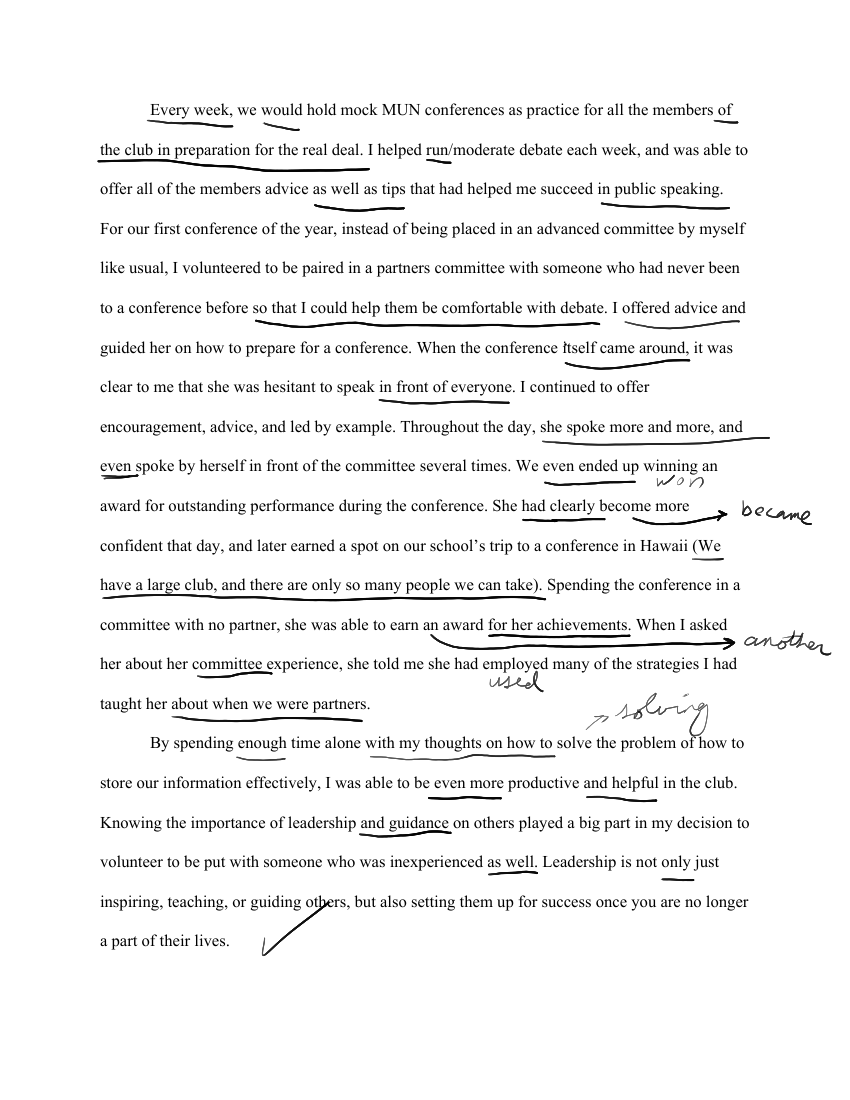 Every week, we would hold mock MUN conferences as practice for all the members of
the club in preparation for the real deal. I helped run/moderate debate each week, and was able to
offer all of the members advice as well as tips that had helped me succeed in public speaking.
For our first conference of the year, instead of being placed in an advanced committee by myself
like usual, I volunteered to be paired in a partners committee with someone who had never been
to a conference before so that I could help them be comfortable with debate. I offered advice and
guided her on how to prepare for a conference. When the conference itself came around, it was
clear to me that she was hesitant to speak in front of everyone. I continued to offer
encouragement, advice, and led by example. Throughout the day, she spoke more and more, and
even spoke by herself in front of the committee several times. We even ended up winning an
won
award for outstanding performance during the conference. She had clearly become more
became
confident that day, and later earned a spot on our school's trip to a conference in Hawaii (We
have a large club, and there are only so many people we can take). Spending the conference in a
committee with no partner, she was able to earn an award for her achievements. When I asked
another
her about her committee experience, she told me she had employed many of the strategies I had
used
taught her about when we were partners.
solving
By spending enough time alone with my thoughts on how to solve the problem of how to
store our information effectively, I was able to be even more productive and helpful in the club.
Knowing the importance of leadership and guidance on others played a big part in my decision to
volunteer to be put with someone who was inexperienced as well. Leadership is not only just
inspiring, teaching, or guiding others, but also setting them up for success once you are no longer
a part of their lives.